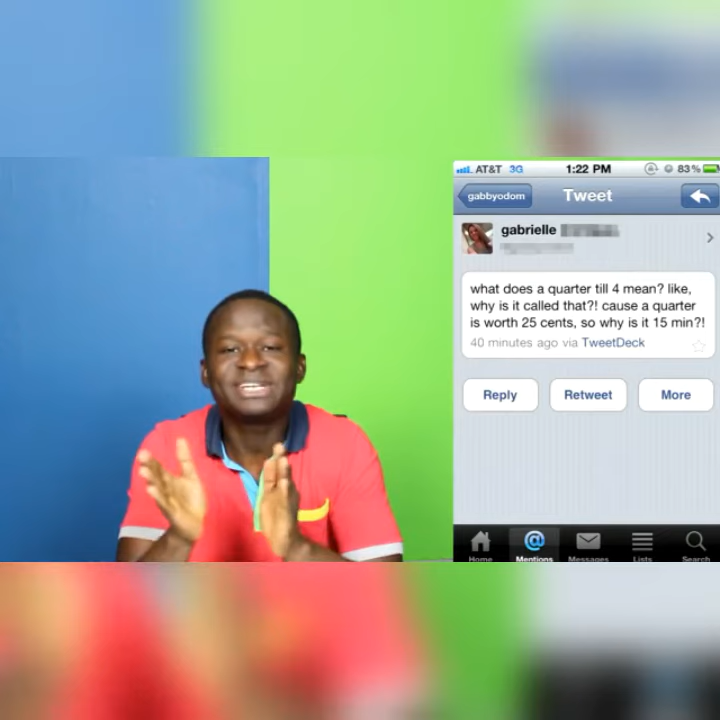 AT&T 3G 1:22 PM 83%
gabbyodom Tweet
gabrielle
what does a quarter till 4 mean? like,
why is it called that?! cause a quarter
is worth 25 cents, so why is it 15 min?!
40 minutes ago via TweetDeck
Reply Retweet More
Home Mentions Messages Lists Search